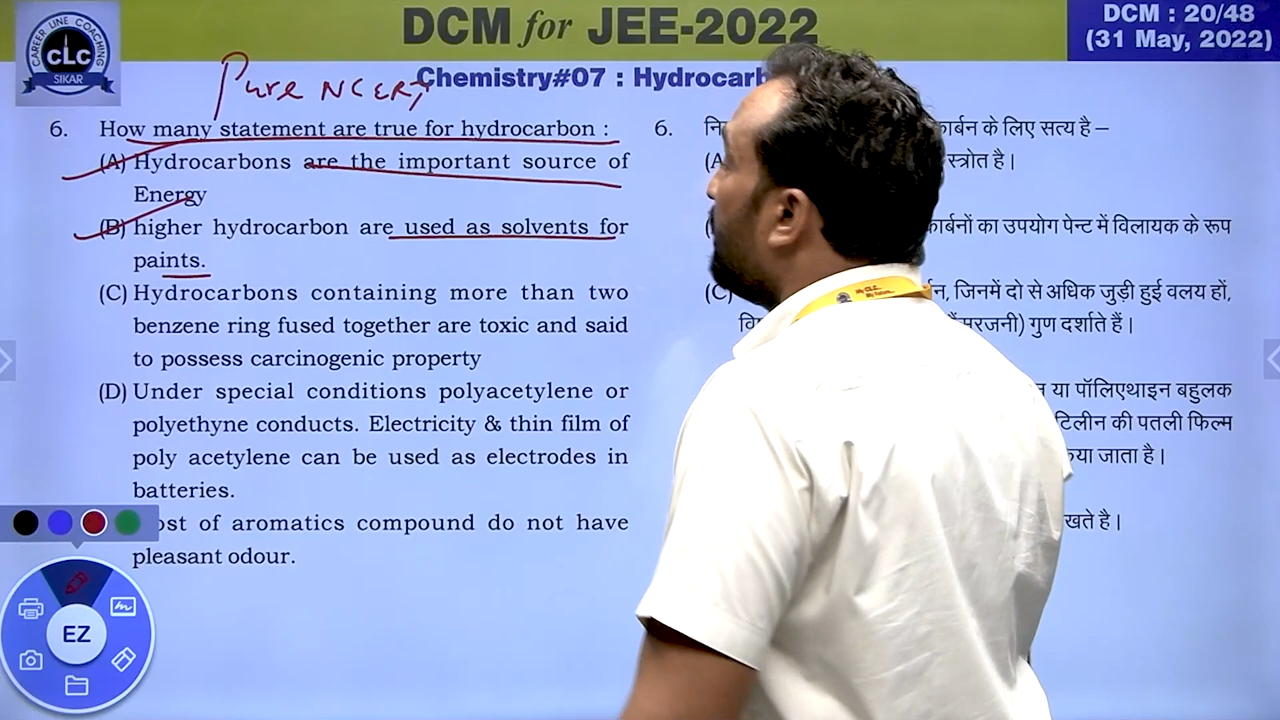 DCM for JEE-2022
DCM : 20/48
(31 May, 2022)
CAREER LINE COACHING
CLC
SIKAR
Pure NCERT
Chemistry#07 : Hydrocarb
6. How many statement are true for hydrocarbon :
(A) Hydrocarbons are the important source of
Energy
(B) higher hydrocarbon are used as solvents for
paints.
(C) Hydrocarbons containing more than two
benzene ring fused together are toxic and said
to possess carcinogenic property
(D) Under special conditions polyacetylene or
polyethyne conducts. Electricity & thin film of
poly acetylene can be used as electrodes in
batteries.
ost of aromatics compound do not have
pleasant odour.
6. कार्बन के लिए सत्य है –
(A स्त्रोत है।
कार्बनों का उपयोग पेन्ट में विलायक के रूप
(C) न, जिनमें दो से अधिक जुड़ी हुई वलय हों,
गुण दर्शाते हैं।
या पॉलिएथाइन बहुलक
टिलीन की पतली फिल्म
जाता है।
खते है।
My CLC...
EZ